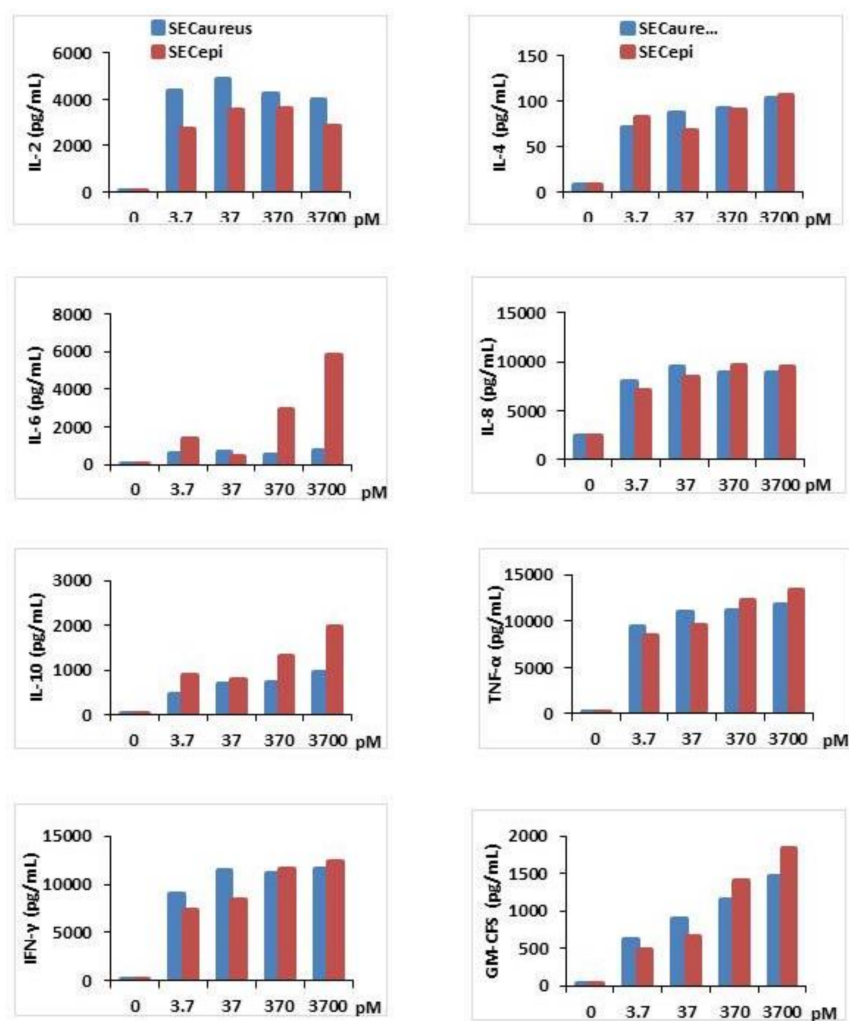 SECaureus
SECepi
6000
4000
2000
0
IL-2 (pg/mL)
0 3.7 37 370 3700 pM
SECaure...
SECepi
150
100
50
0
IL-4 (pg/mL)
0 3.7 37 370 3700 pM
8000
6000
4000
2000
0
IL-6 (pg/mL)
0 3.7 37 370 3700 pM
15000
10000
5000
0
IL-8 (pg/mL)
0 3.7 37 370 3700 pM
3000
2000
1000
0
IL-10 (pg/mL)
0 3.7 37 370 3700 pM
15000
10000
5000
0
TNF-α (pg/mL)
0 3.7 37 370 3700 pM
15000
10000
5000
0
IFN-γ (pg/mL)
0 3.7 37 370 3700 pM
2000
1500
1000
500
0
GM-CFS (pg/mL)
0 3.7 37 370 3700 pM